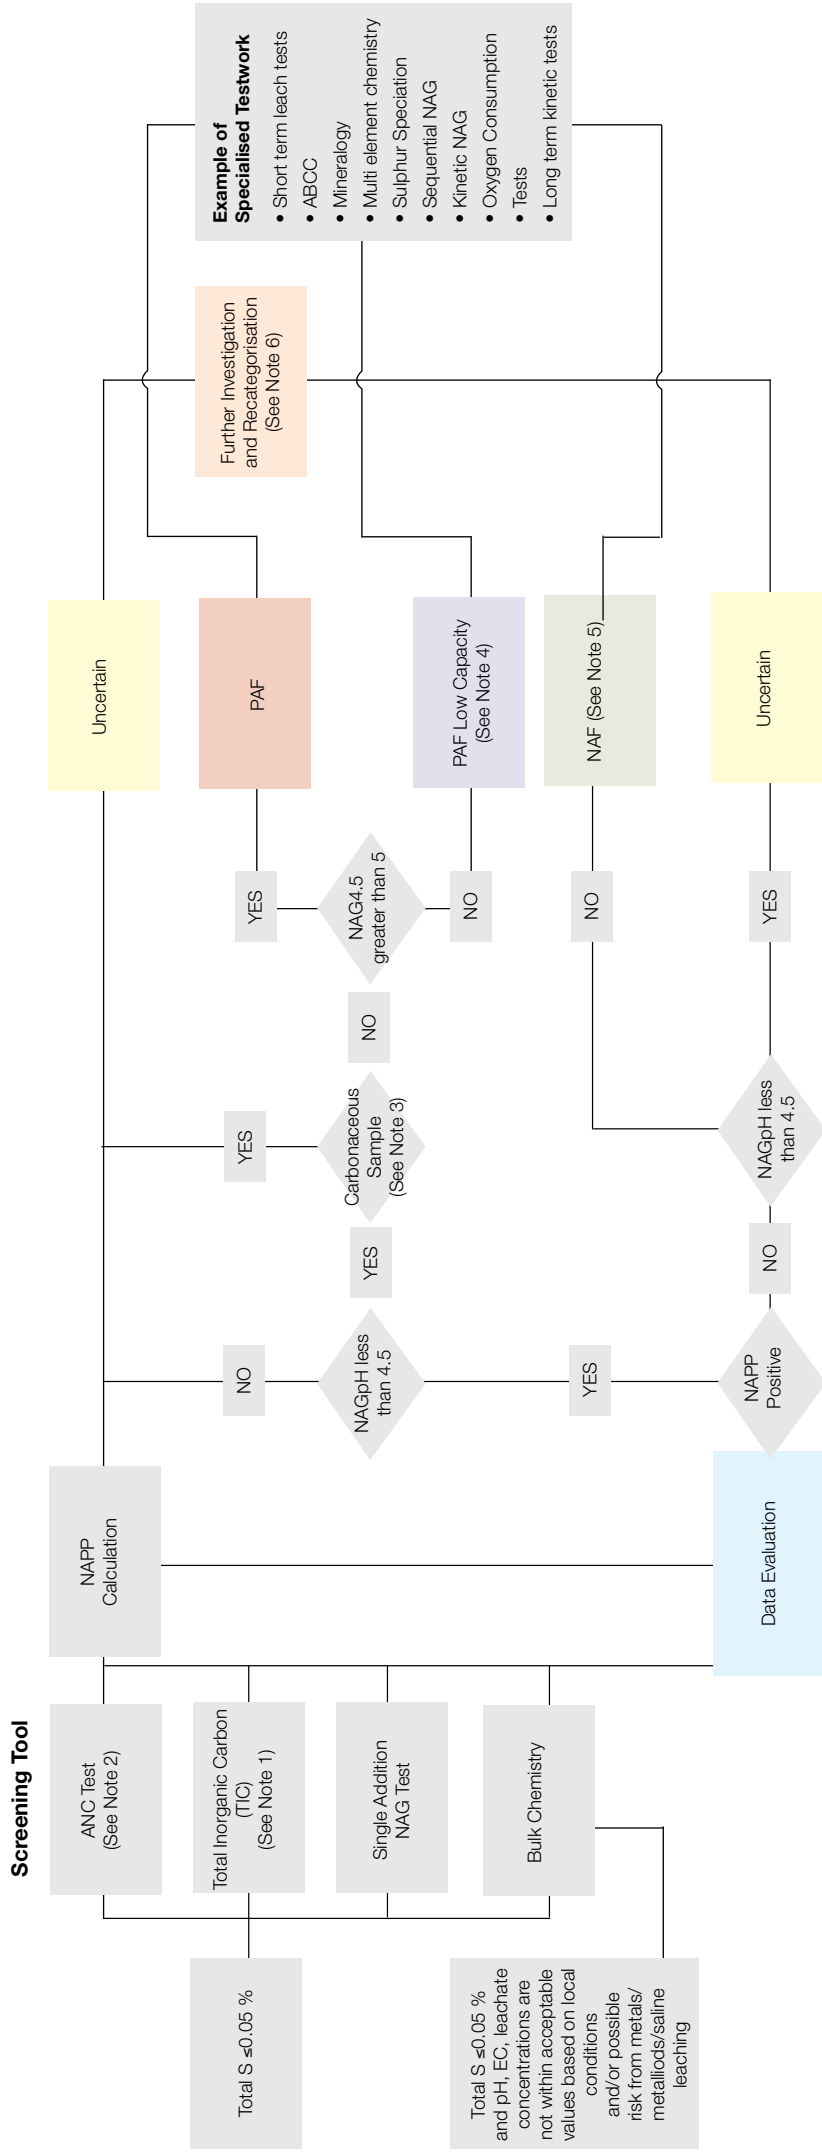 Screening Tool
Total S ≤0.05 %
Total S ≤0.05 %
and pH, EC, leachate
concentrations are
not within acceptable
values based on local
conditions
and/or possible
risk from metals/
metalliods/saline
leaching
ANC Test
(See Note 2)
Total Inorganic Carbon
(TIC)
(See Note 1)
Single Addition
NAG Test
Bulk Chemistry
NAPP
Calculation
Data Evaluation
NAPP
Positive
YES
NO
NAGpH less
than 4.5
NO
YES
NAGpH less
than 4.5
NO
YES
Carbonaceous
Sample
(See Note 3)
YES
NO
NAG4.5
greater than 5
YES
NO
Uncertain
PAF
PAF Low Capacity
(See Note 4)
NAF (See Note 5)
Uncertain
Further Investigation
and Recategorisation
(See Note 6)
Example of
Specialised Testwork
• Short term leach tests
• ABCC
• Mineralogy
• Multi element chemistry
• Sulphur Speciation
• Sequential NAG
• Kinetic NAG
• Oxygen Consumption
• Tests
• Long term kinetic tests